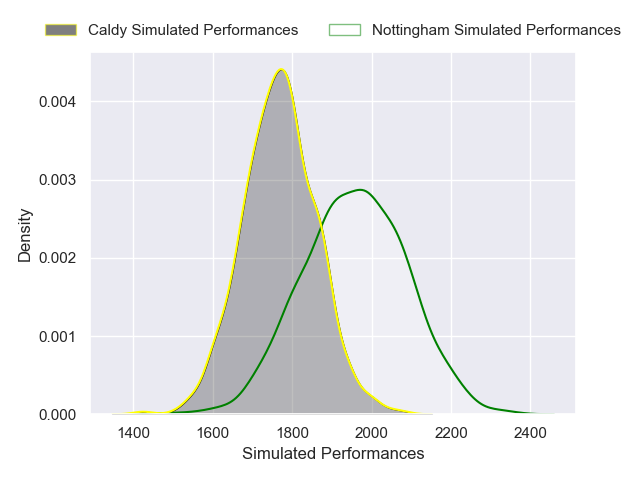 Caldy Simulated Performances
Nottingham Simulated Performances
0.004
0.003
0.002
0.001
0.000
Density
1400 1600 1800 2000 2200 2400
Simulated Performances